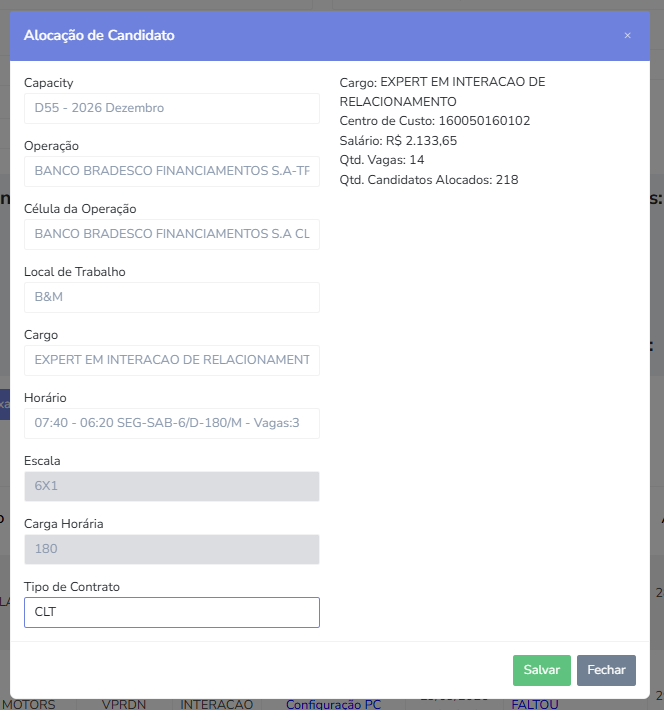 Alocação de Candidato
×
Capacity
D55 - 2026 Dezembro
Operação
BANCO BRADESCO FINANCIAMENTOS S.A-TF
Célula da Operação
BANCO BRADESCO FINANCIAMENTOS S.A CL
Local de Trabalho
B&M
Cargo
EXPERT EM INTERACAO DE RELACIONAMENT
Horário
07:40 - 06:20 SEG-SAB-6/D-180/M - Vagas:3
Escala
6X1
Carga Horária
180
Tipo de Contrato
CLT
Cargo: EXPERT EM INTERACAO DE
RELACIONAMENTO
Centro de Custo: 160050160102
Salário: R$ 2.133,65
Qtd. Vagas: 14
Qtd. Candidatos Alocados: 218
Salvar
Fechar
MOTORS VPRDN INTERACAO Configuração PC FALTOU